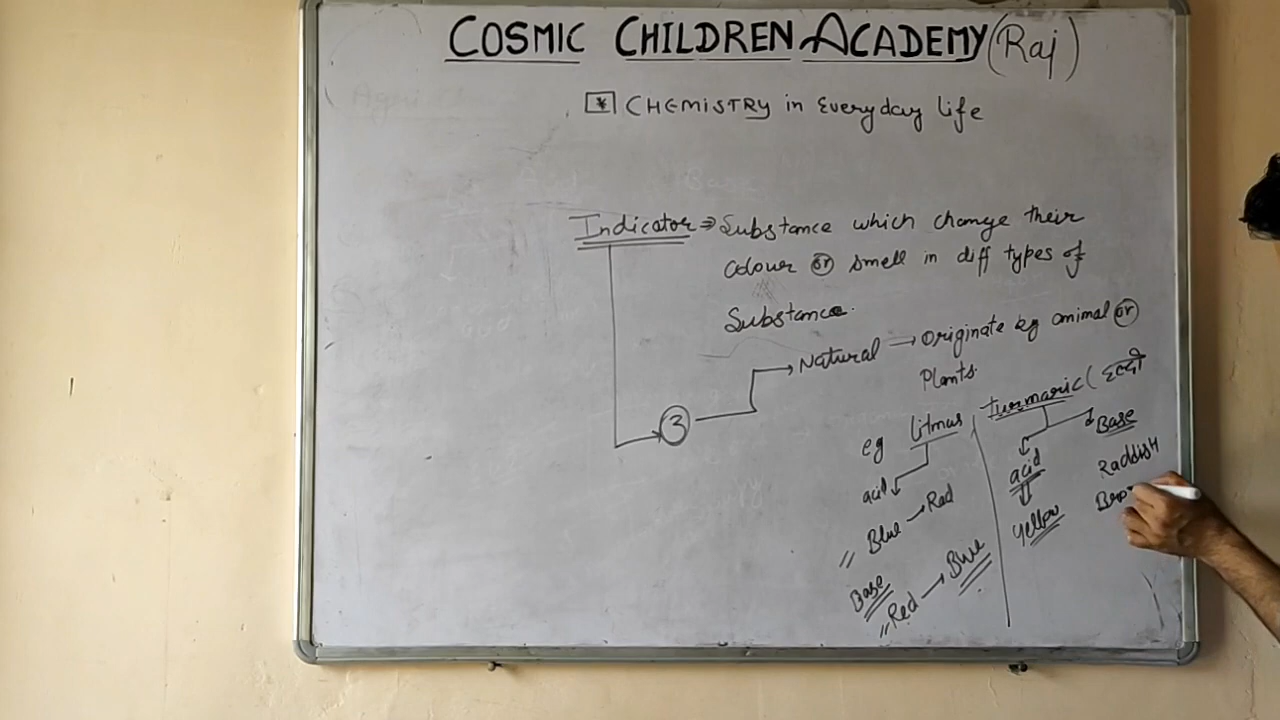 COSMIC CHILDREN ACADEMY (Raj)
* CHEMISTRY in Everyday life
Indicator ⇒ Substance which change their
colour or smell in diff types of
Substance.
3 → Natural → Originate by animal or
Plants.
eg litmus
acid
Blue → Rad
Base
" Red → Blue
turmaric ( हल्दी
acid
Yellow
Base
Raddish
Bro